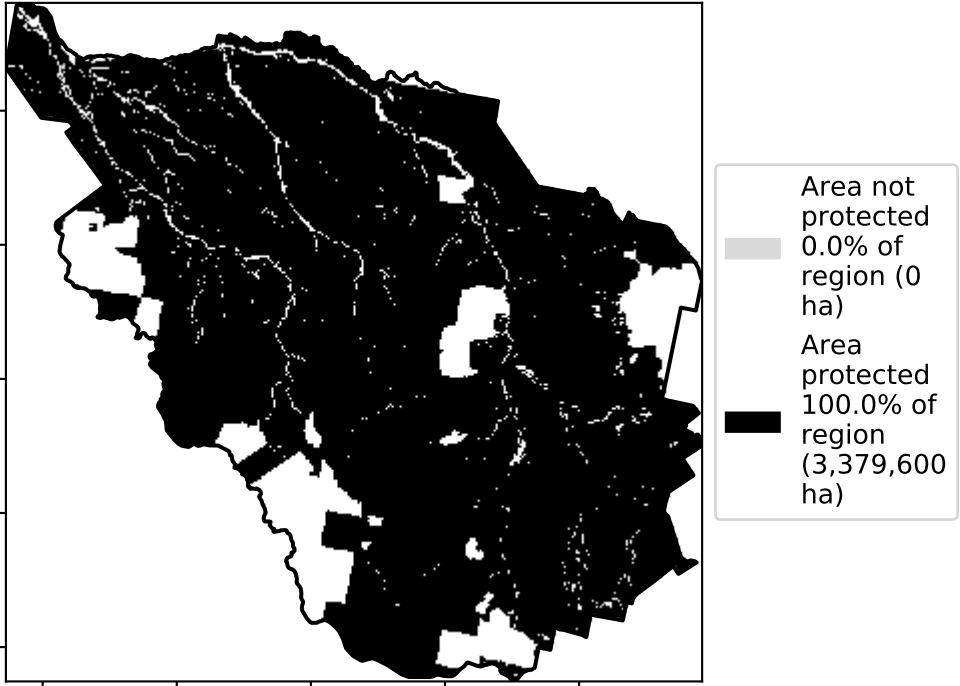 Area not
protected
0.0% of
region (0
ha)
Area
protected
100.0% of
region
(3,379,600
ha)